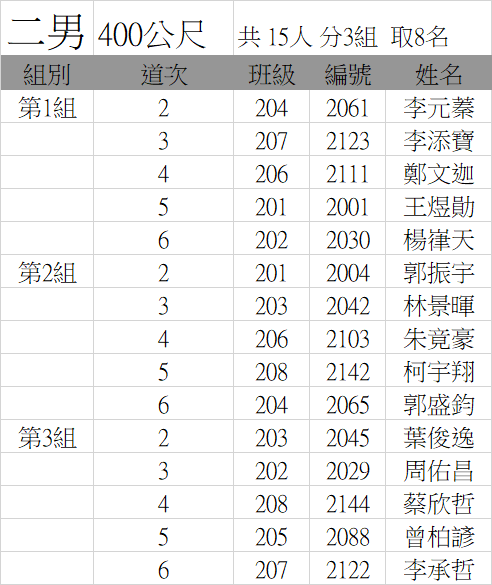 二男 400公尺 共 15人 分3組 取8名
組別 道次 班級 編號 姓名
第1組 2 204 2061 李元蓁
3 207 2123 李添寶
4 206 2111 鄭文迦
5 201 2001 王煜勛
6 202 2030 楊嵂天
第2組 2 201 2004 郭振宇
3 203 2042 林景暉
4 206 2103 朱竟豪
5 208 2142 柯宇翔
6 204 2065 郭盛鈞
第3組 2 203 2045 葉俊逸
3 202 2029 周佑昌
4 208 2144 蔡欣哲
5 205 2088 曾柏諺
6 207 2122 李承哲